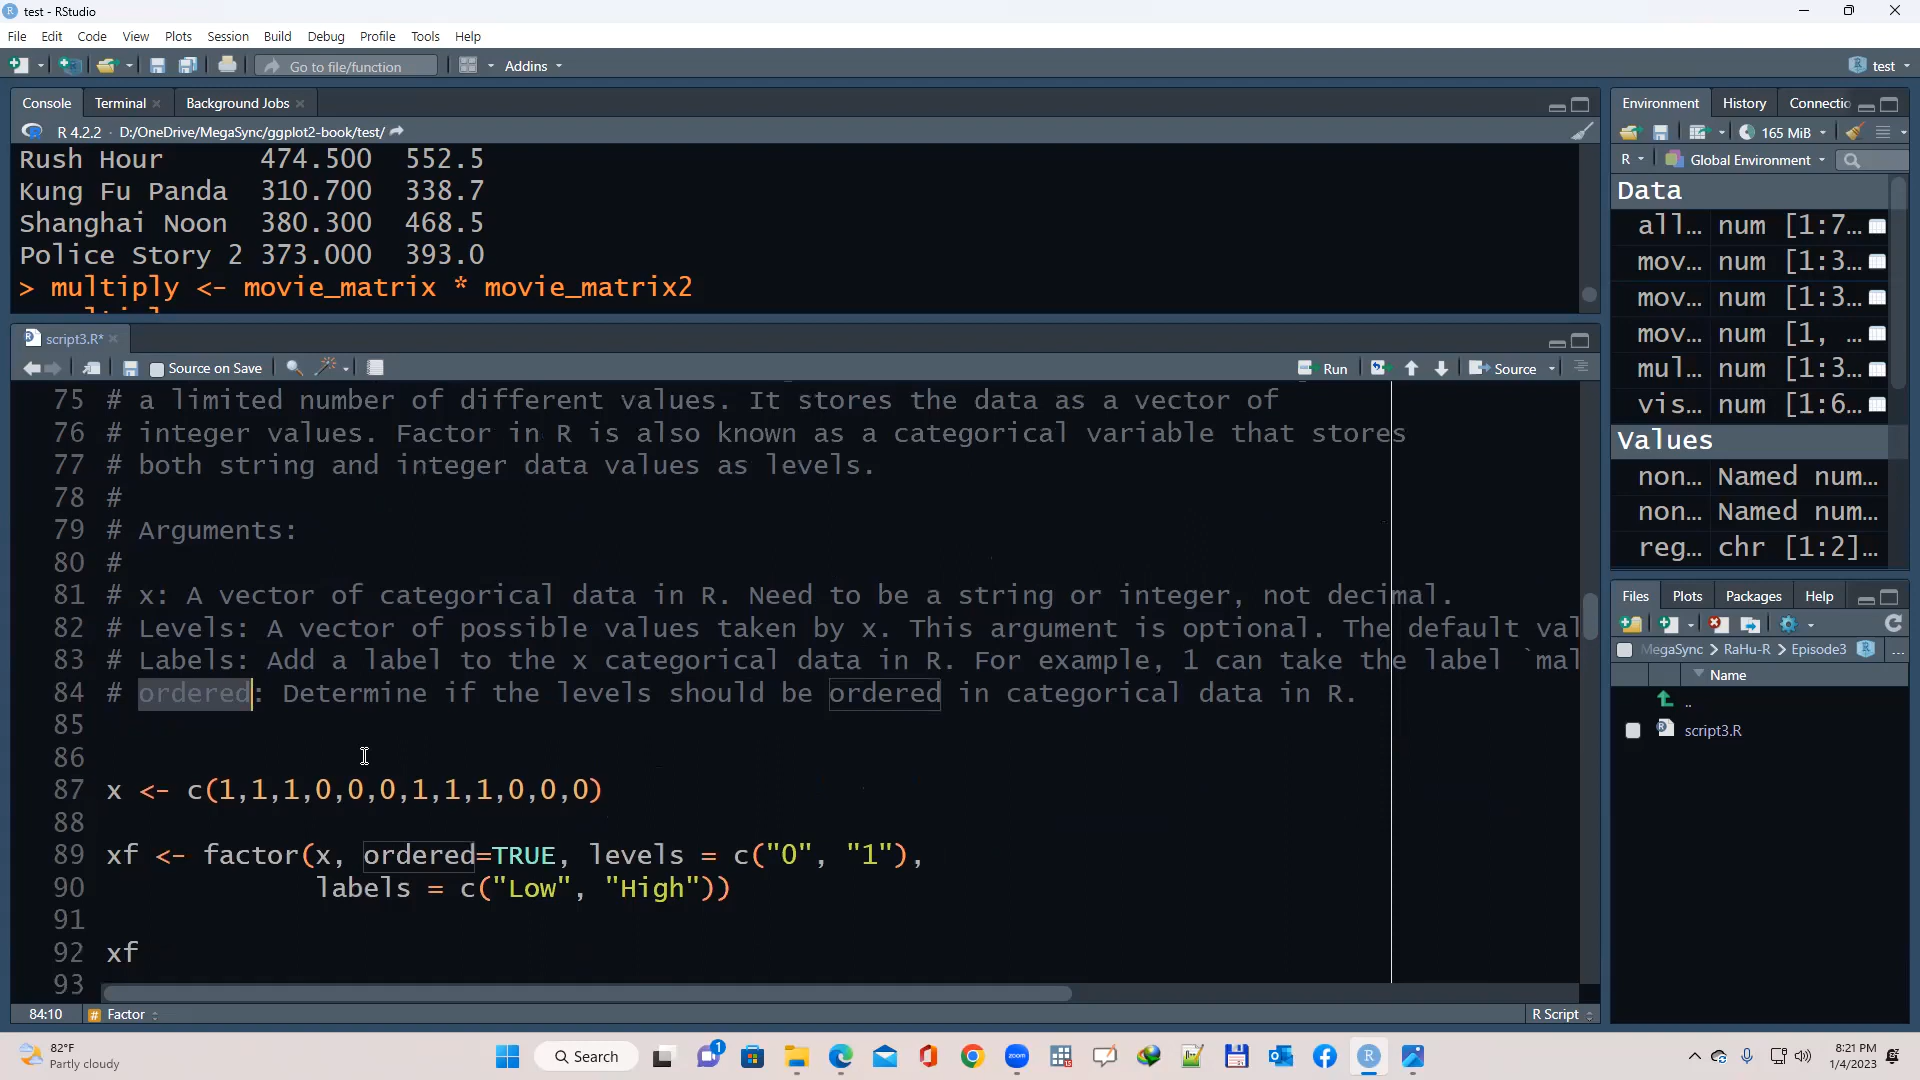 test - RStudio
File Edit Code View Plots Session Build Debug Profile Tools Help
Go to file/function Addins test
Console Terminal Background Jobs
R 4.2.2 · D:/OneDrive/MegaSync/ggplot2-book/test/
Rush Hour 474.500 552.5
Kung Fu Panda 310.700 338.7
Shanghai Noon 380.300 468.5
Police Story 2 373.000 393.0
> multiply <- movie_matrix * movie_matrix2
script3.R*
Source on Save Run Source
75 # a limited number of different values. It stores the data as a vector of
76 # integer values. Factor in R is also known as a categorical variable that stores
77 # both string and integer data values as levels.
78 #
79 # Arguments:
80 #
81 # x: A vector of categorical data in R. Need to be a string or integer, not decimal.
82 # Levels: A vector of possible values taken by x. This argument is optional. The default val
83 # Labels: Add a label to the x categorical data in R. For example, 1 can take the label `mal
84 # ordered: Determine if the levels should be ordered in categorical data in R.
85
86
87 x <- c(1,1,1,0,0,0,1,1,1,0,0,0)
88
89 xf <- factor(x, ordered=TRUE, levels = c("0", "1"),
90 labels = c("Low", "High"))
91
92 xf
93
84:10 # Factor R Script
Environment History Connectio
165 MiB
R Global Environment
Data
all... num [1:7...
mov... num [1:3...
mov... num [1:3...
mov... num [1, ...
mul... num [1:3...
vis... num [1:6...
Values
non... Named num...
non... Named num...
reg... chr [1:2]...
Files Plots Packages Help
MegaSync > RaHu-R > Episode3 ...
Name
..
script3.R
82°F
Partly cloudy
Search
1
zoom
8:21 PM
1/4/2023